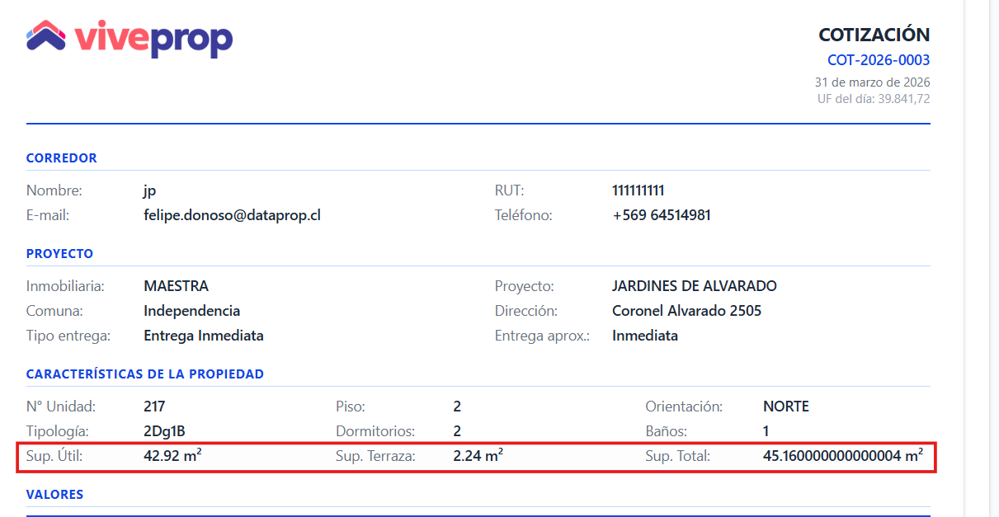 viveprop
COTIZACIÓN
COT-2026-0003
31 de marzo de 2026
UF del día: 39.841,72
CORREDOR
Nombre: jp RUT: 111111111
E-mail: felipe.donoso@dataprop.cl Teléfono: +569 64514981
PROYECTO
Inmobiliaria: MAESTRA Proyecto: JARDINES DE ALVARADO
Comuna: Independencia Dirección: Coronel Alvarado 2505
Tipo entrega: Entrega Inmediata Entrega aprox.: Inmediata
CARACTERÍSTICAS DE LA PROPIEDAD
N° Unidad: 217 Piso: 2 Orientación: NORTE
Tipología: 2Dg1B Dormitorios: 2 Baños: 1
Sup. Útil: 42.92 m² Sup. Terraza: 2.24 m² Sup. Total: 45.160000000000004 m²
VALORES